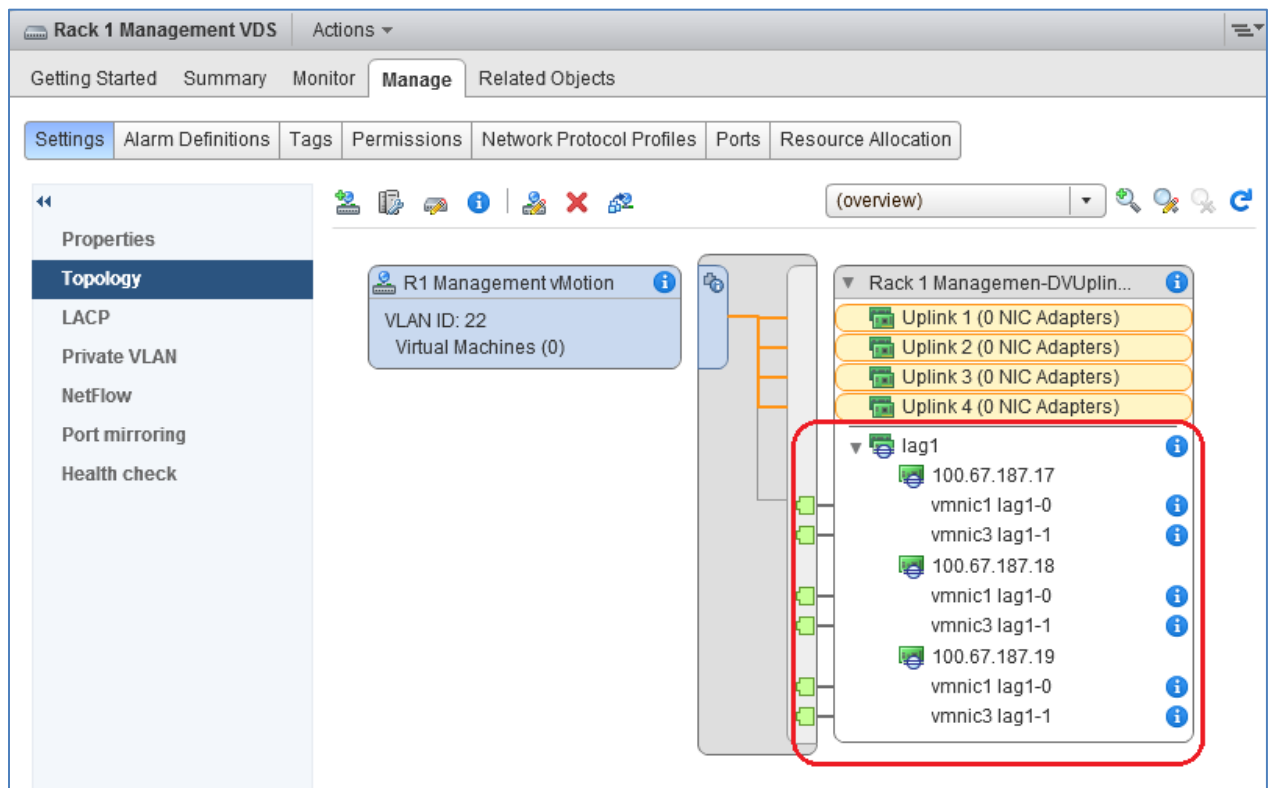 Rack 1 Management VDS Actions
Getting Started Summary Monitor Manage Related Objects
Settings Alarm Definitions Tags Permissions Network Protocol Profiles Ports Resource Allocation
(overview)
Properties
Topology
LACP
Private VLAN
NetFlow
Port mirroring
Health check
R1 Management vMotion
VLAN ID: 22
Virtual Machines (0)
Rack 1 Managemen-DVUplin...
Uplink 1 (0 NIC Adapters)
Uplink 2 (0 NIC Adapters)
Uplink 3 (0 NIC Adapters)
Uplink 4 (0 NIC Adapters)
lag1
100.67.187.17
vmnic1 lag1-0
vmnic3 lag1-1
100.67.187.18
vmnic1 lag1-0
vmnic3 lag1-1
100.67.187.19
vmnic1 lag1-0
vmnic3 lag1-1